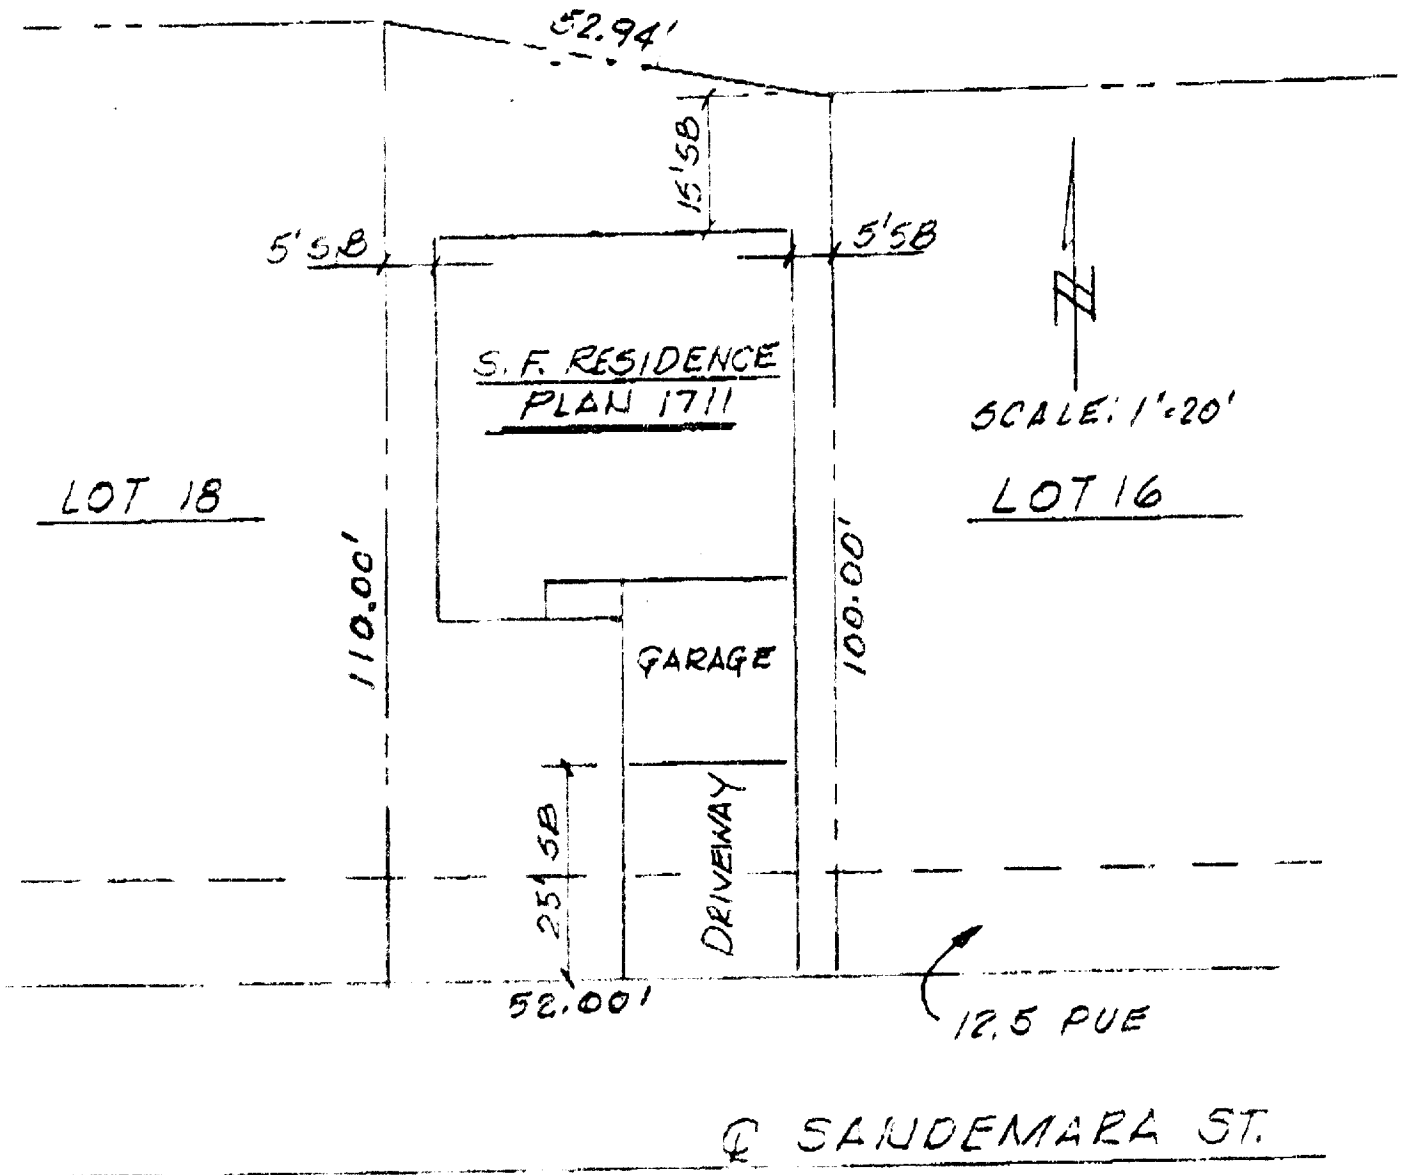 52.94'
15'SB
5'SB
5'SB
S.F. RESIDENCE
PLAN 1711
N
SCALE: 1"=20'
LOT 18
LOT 16
110.00'
100.00'
GARAGE
25' SB
DRIVEWAY
52.00'
12.5 PUE
℄ SANDEMARA ST.